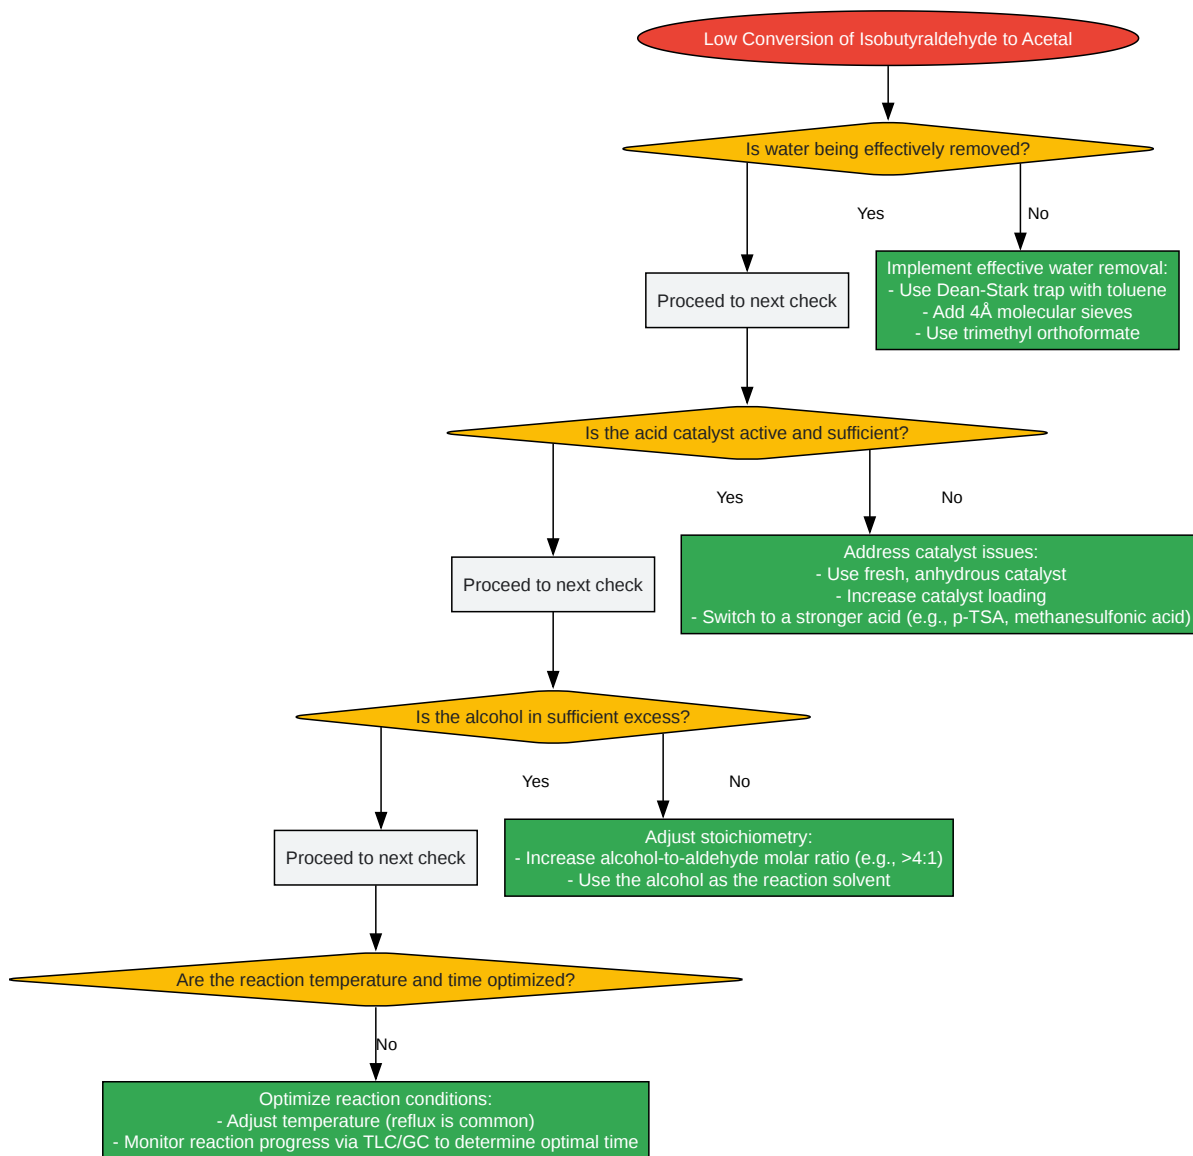 Low Conversion of Isobutyraldehyde to Acetal
Is water being effectively removed?
Yes
No
Proceed to next check
Implement effective water removal:
- Use Dean-Stark trap with toluene
- Add 4Å molecular sieves
- Use trimethyl orthoformate
Is the acid catalyst active and sufficient?
Yes
No
Proceed to next check
Address catalyst issues:
- Use fresh, anhydrous catalyst
- Increase catalyst loading
- Switch to a stronger acid (e.g., p-TSA, methanesulfonic acid)
Is the alcohol in sufficient excess?
Yes
No
Proceed to next check
Adjust stoichiometry:
- Increase alcohol-to-aldehyde molar ratio (e.g., >4:1)
- Use the alcohol as the reaction solvent
Are the reaction temperature and time optimized?
No
Optimize reaction conditions:
- Adjust temperature (reflux is common)
- Monitor reaction progress via TLC/GC to determine optimal time